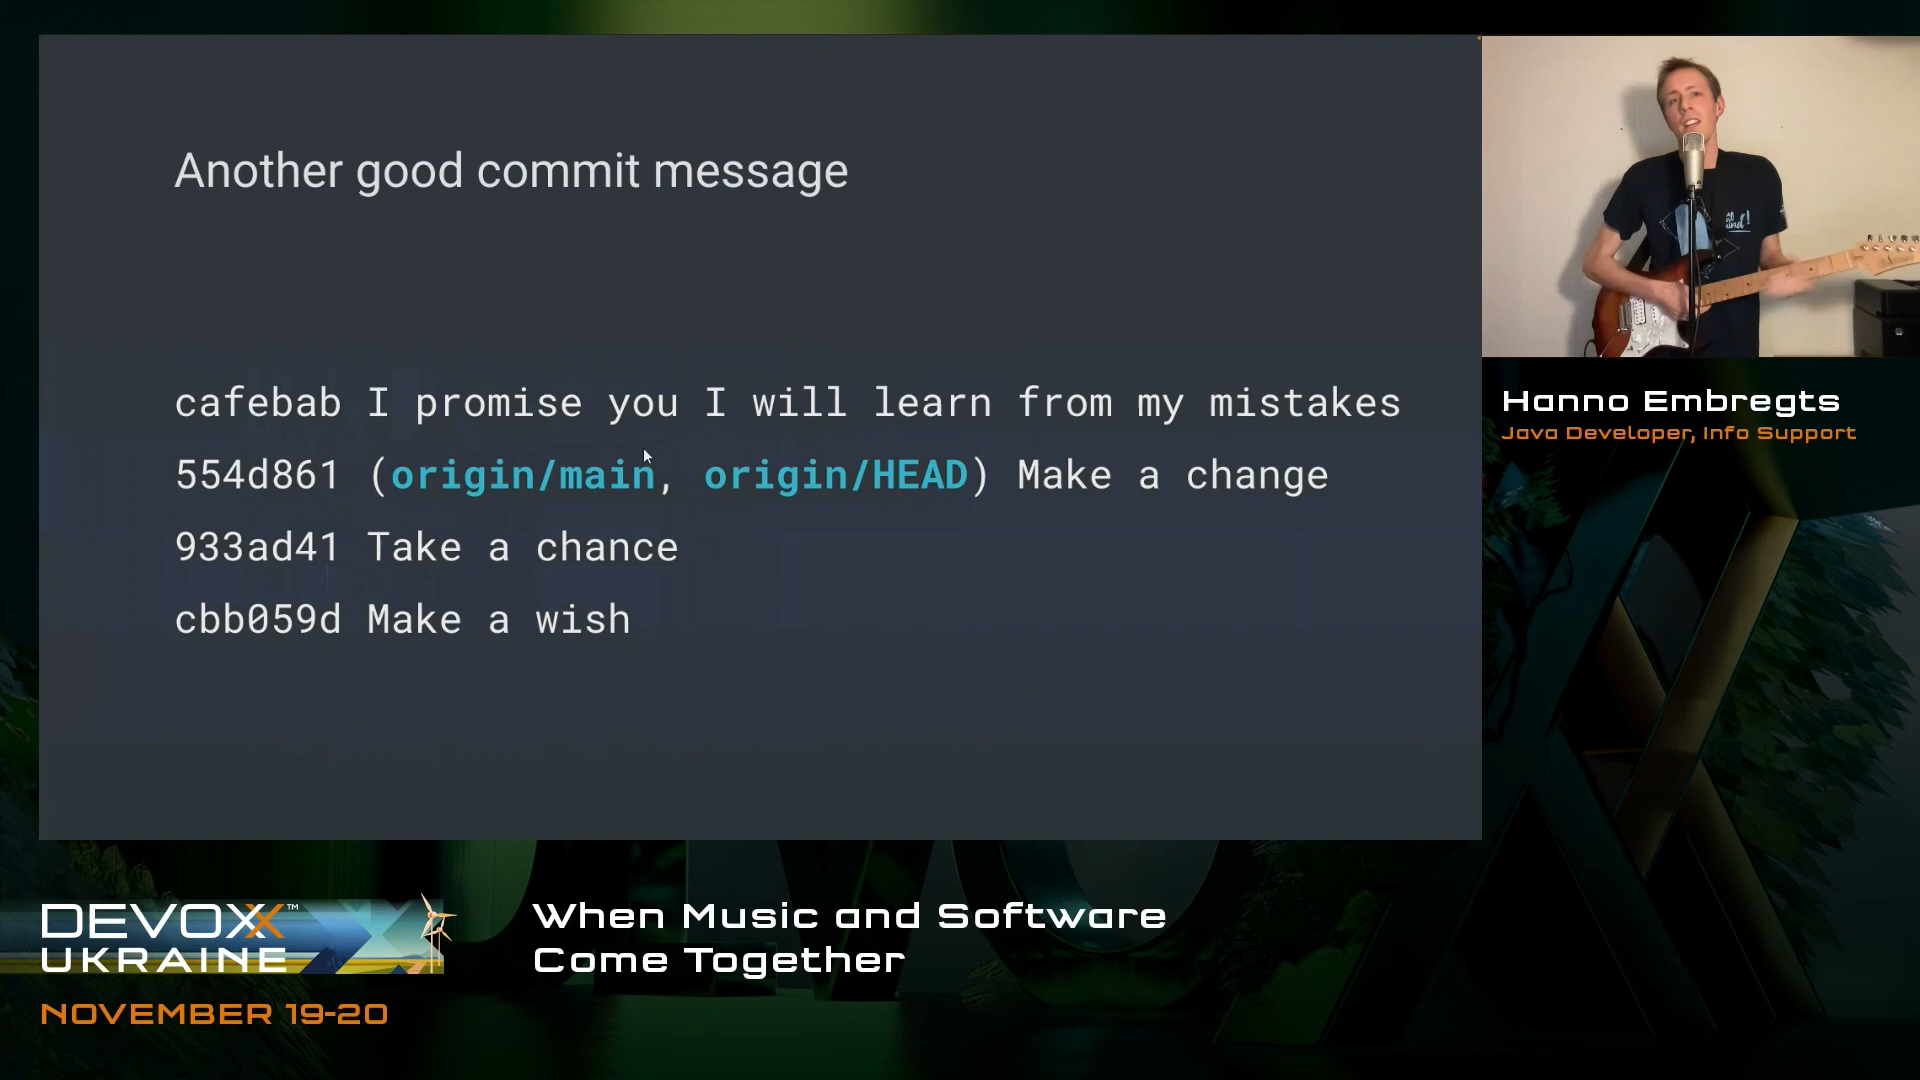 Another good commit message
cafebab I promise you I will learn from my mistakes
554d861 (origin/main, origin/HEAD) Make a change
933ad41 Take a chance
cbb059d Make a wish
Hanno Embregts
Java Developer, Info Support
DEVOXX™
UKRAINE
NOVEMBER 19-20
When Music and Software
Come Together